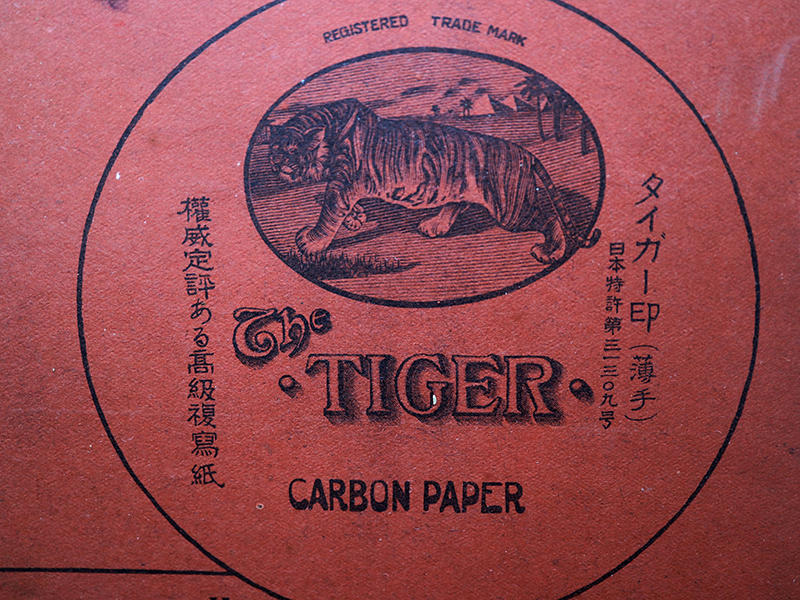 REGISTERED TRADE MARK
タイガー印(薄手)
日本特許第三一三〇九号
The
·TIGER·
CARBON PAPER
權威定評ある高級複寫紙